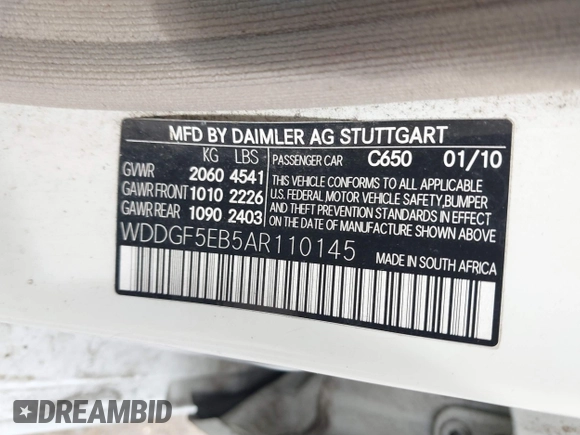 MFD BY DAIMLER AG STUTTGART
KG LBS
GVWR 2060 4541
GAWR FRONT 1010 2226
GAWR REAR 1090 2403
PASSENGER CAR C650 01/10
THIS VEHICLE CONFORMS TO ALL APPLICABLE
U.S. FEDERAL MOTOR VEHICLE SAFETY, BUMPER
AND THEFT PREVENTION STANDARDS IN EFFECT
ON THE DATE OF MANUFACTURE SHOWN ABOVE.
WDDGF5EB5AR110145
MADE IN SOUTH AFRICA
DREAMBID